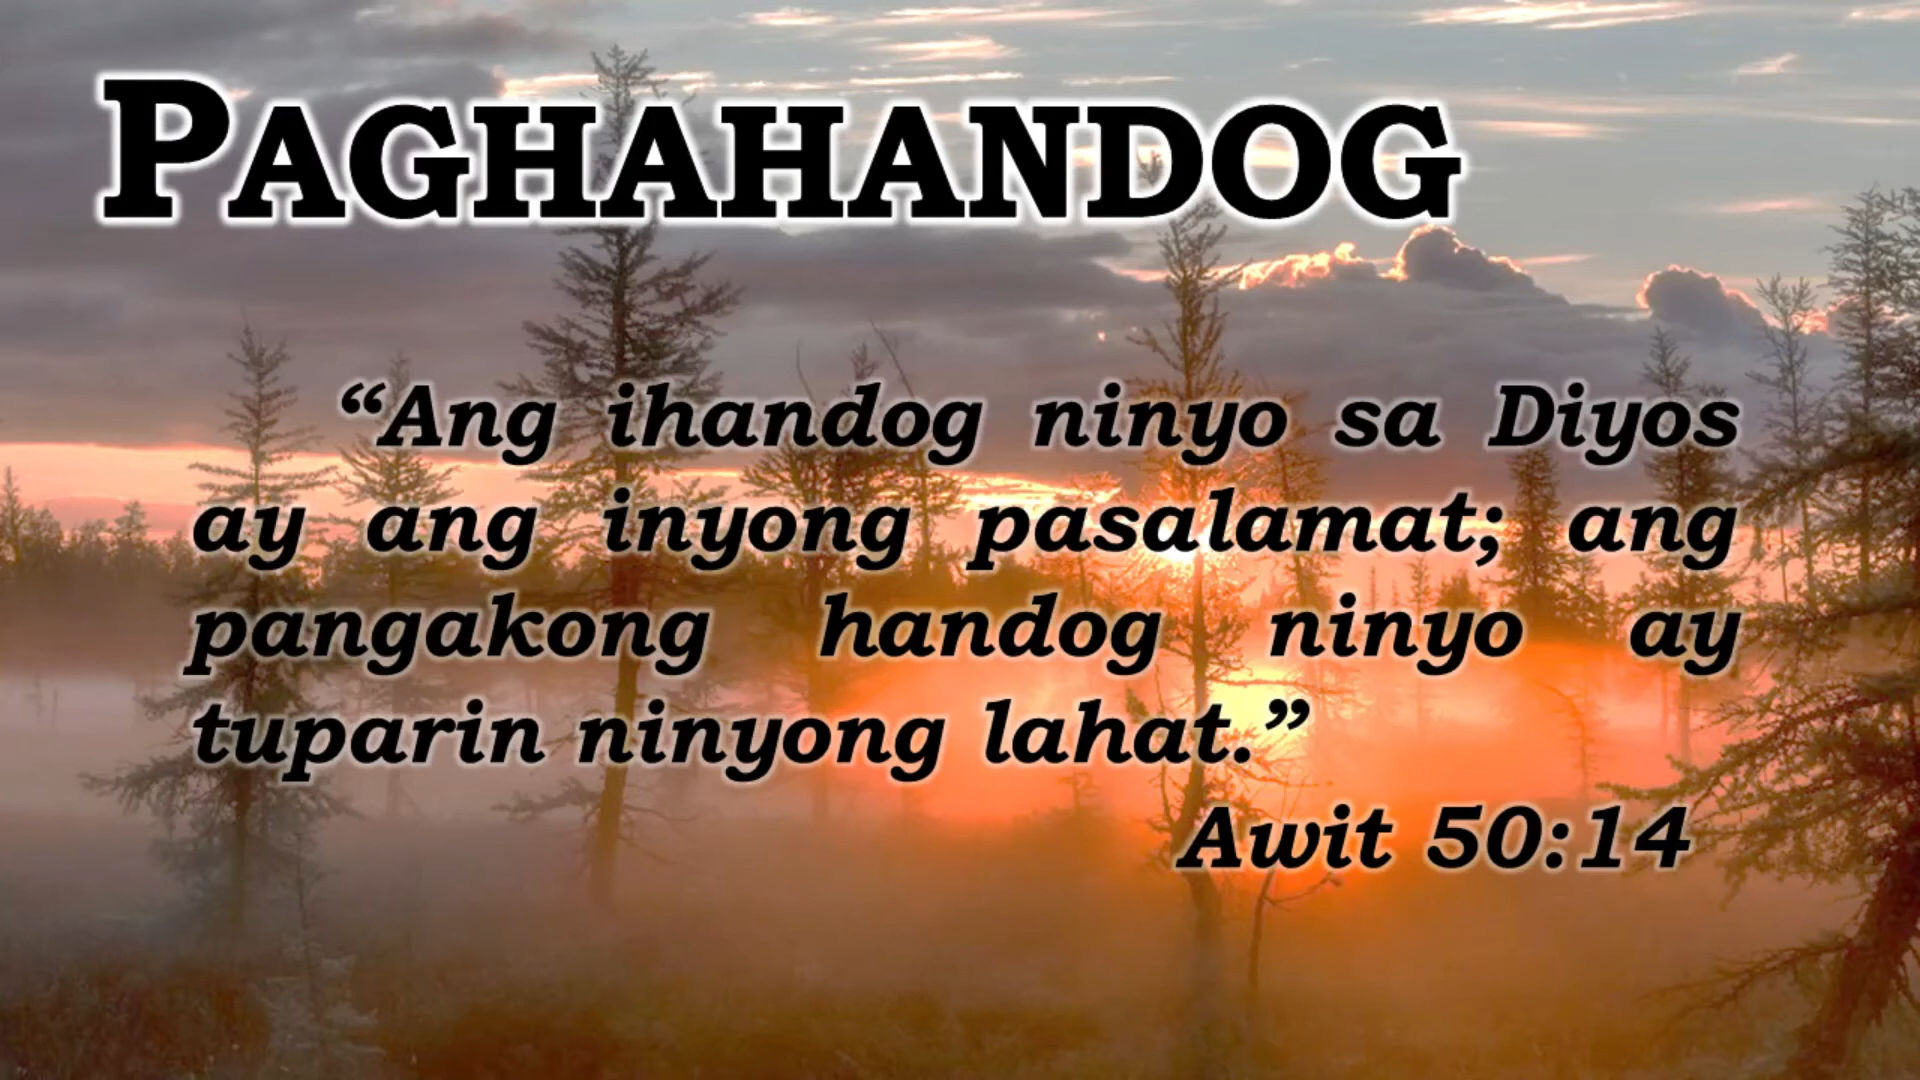 PAGHAHANDOG
“Ang ihandog ninyo sa Diyos
ay ang inyong pasalamat; ang
pangakong handog ninyo ay
tuparin ninyong lahat.”
Awit 50:14